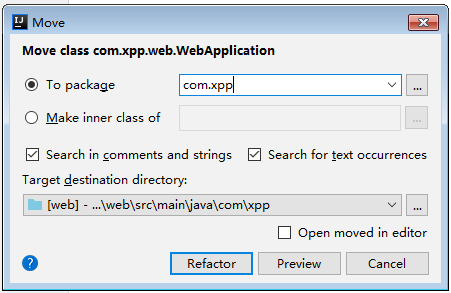 Move
Move class com.xpp.web.WebApplication
To package com.xpp ...
Make inner class of ...
Search in comments and strings Search for text occurrences
Target destination directory:
[web] - ...\web\src\main\java\com\xpp ...
Open moved in editor
? Refactor Preview Cancel